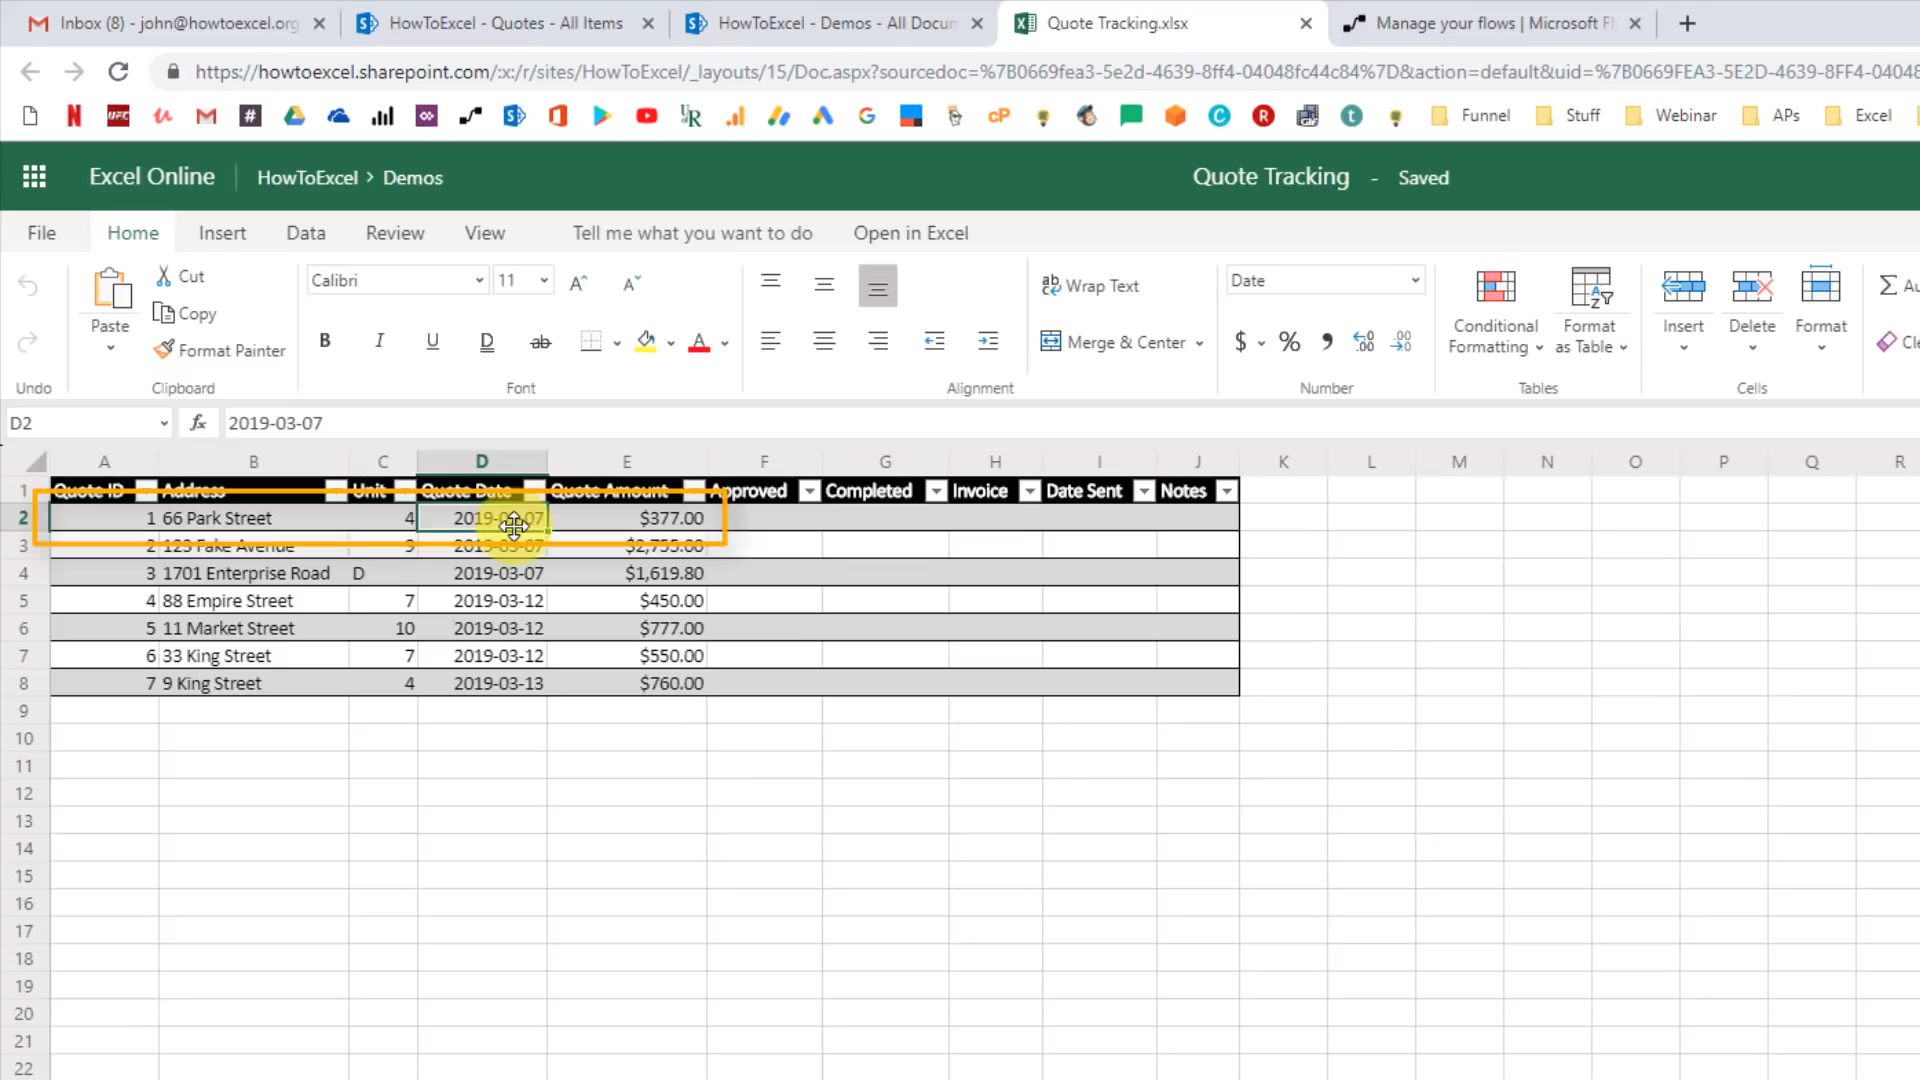 Inbox (8) - john@howtoexcel.org HowToExcel - Quotes - All Items HowToExcel - Demos - All Docum Quote Tracking.xlsx Manage your flows | Microsoft Fl
https://howtoexcel.sharepoint.com/:x:/r/sites/HowToExcel/_layouts/15/Doc.aspx?sourcedoc=%7B0669fea3-5e2d-4639-8ff4-04048fc44c84%7D&action=default&uid=%7B0669FEA3-5E2D-4639-8FF4-04048
Funnel Stuff Webinar APs Excel
Excel Online HowToExcel > Demos Quote Tracking - Saved
File Home Insert Data Review View Tell me what you want to do Open in Excel
Cut Calibri 11 Wrap Text Date
Copy Paste Conditional Formatting Format as Table Insert Delete Format
Format Painter B I U D ab Merge & Center $ % ,
Undo Clipboard Font Alignment Number Tables Cells
D2 fx 2019-03-07
A B C D E F G H I J K L M N O P Q R
1 Quote ID Address Unit Quote Date Quote Amount Approved Completed Invoice Date Sent Notes
2 1 66 Park Street 4 2019-03-07 $377.00
3 2 123 Fake Avenue 9 2019-03-07 $2,755.00
4 3 1701 Enterprise Road D 2019-03-07 $1,619.80
5 4 88 Empire Street 7 2019-03-12 $450.00
6 5 11 Market Street 10 2019-03-12 $777.00
7 6 33 King Street 7 2019-03-12 $550.00
8 7 9 King Street 4 2019-03-13 $760.00
9
10
11
12
13
14
15
16
17
18
19
20
21
22